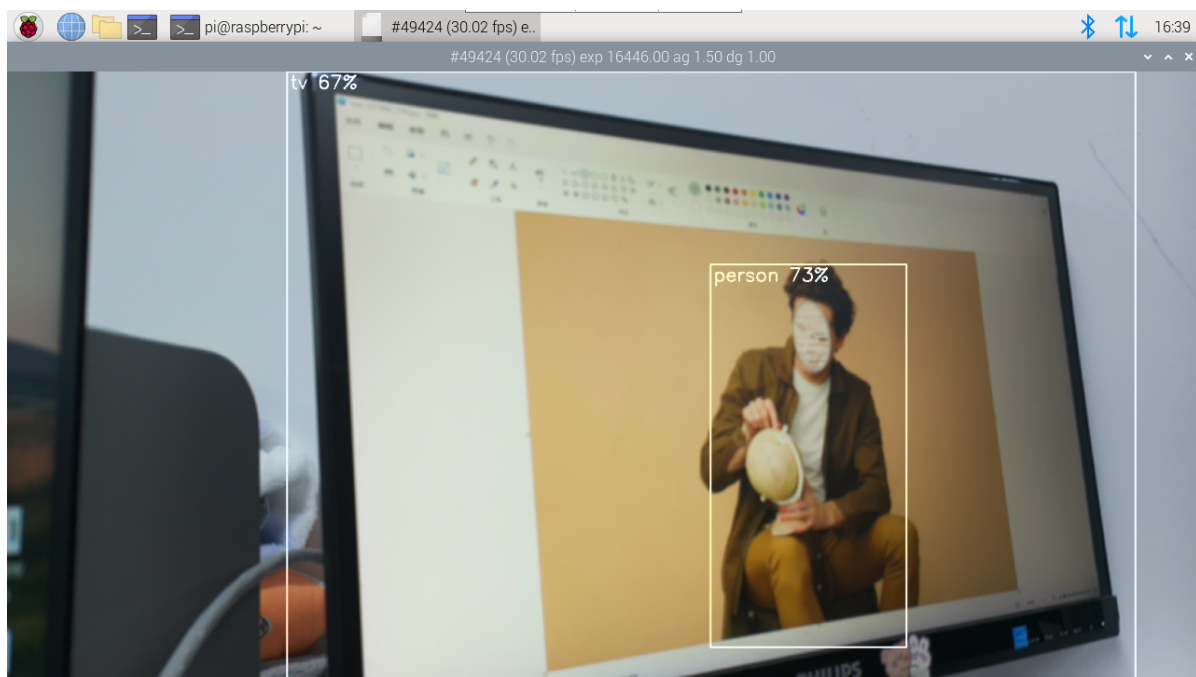 pi@raspberrypi: ~
#49424 (30.02 fps) e..
16:39
#49424 (30.02 fps) exp 16446.00 ag 1.50 dg 1.00
tv 67%
person 73%
PHILIPS